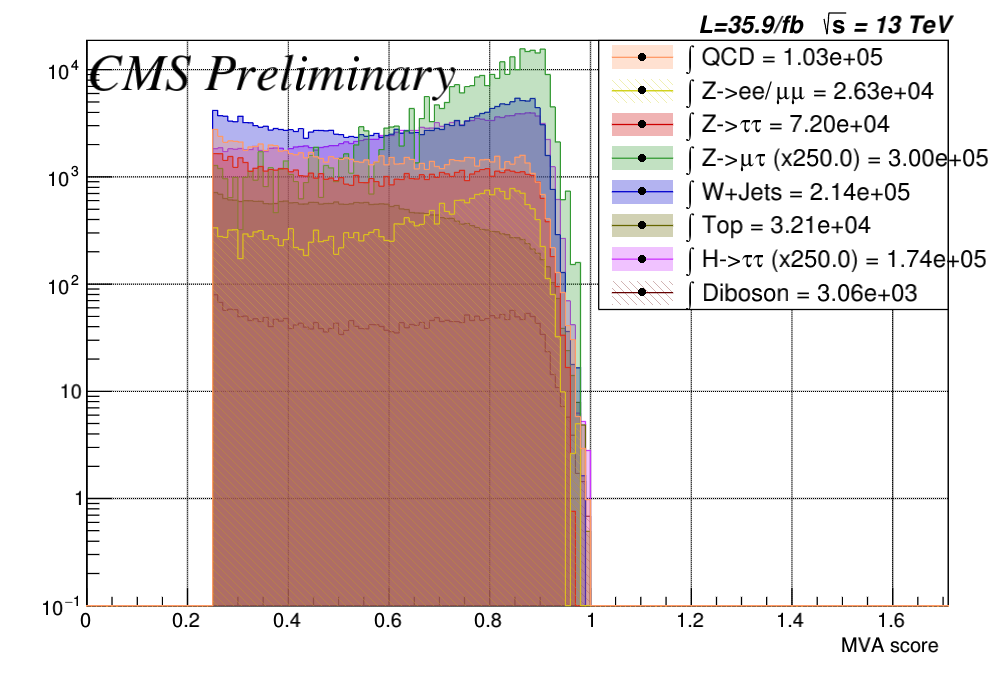 L=35.9/fb √s = 13 TeV
CMS Preliminary
∫ QCD = 1.03e+05
∫ Z->ee/μμ = 2.63e+04
∫ Z->ττ = 7.20e+04
∫ Z->μτ (x250.0) = 3.00e+05
∫ W+Jets = 2.14e+05
∫ Top = 3.21e+04
∫ H->ττ (x250.0) = 1.74e+05
∫ Diboson = 3.06e+03
10⁴
10³
10²
10
1
10⁻¹
0 0.2 0.4 0.6 0.8 1 1.2 1.4 1.6
MVA score